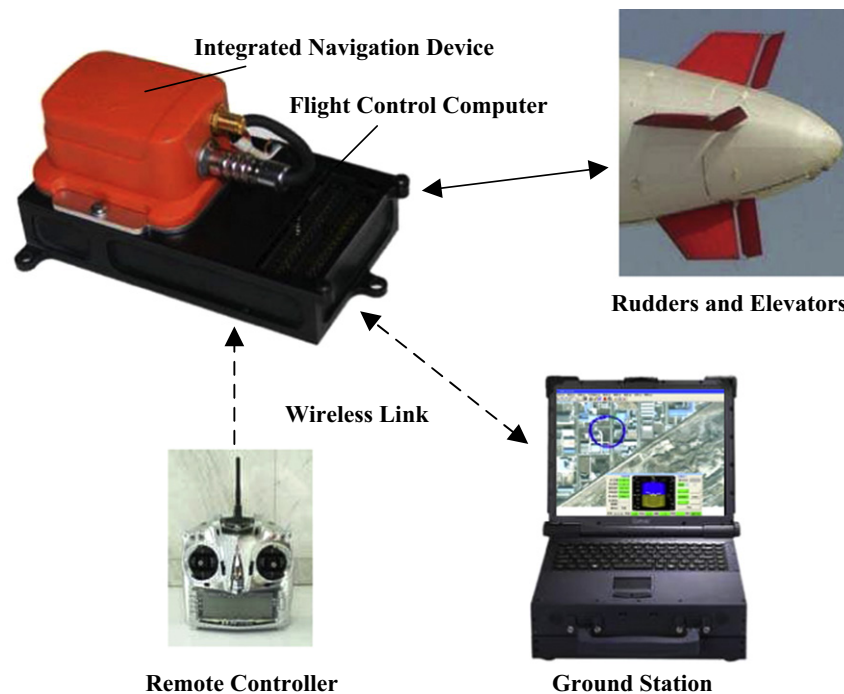 Integrated Navigation Device
Flight Control Computer
Rudders and Elevators
Wireless Link
Remote Controller
Ground Station